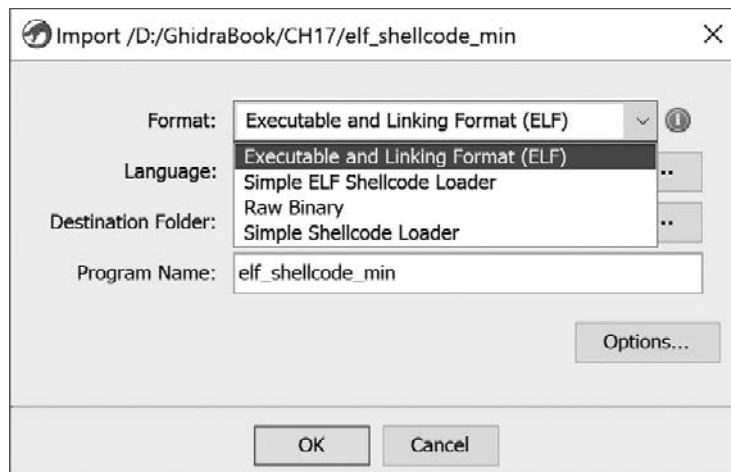 Import /D:/GhidraBook/CH17/elf_shellcode_min
Format: Executable and Linking Format (ELF)
Executable and Linking Format (ELF)
Language: ..
Simple ELF Shellcode Loader
Raw Binary
Destination Folder: ..
Simple Shellcode Loader
Program Name: elf_shellcode_min
Options...
OK Cancel